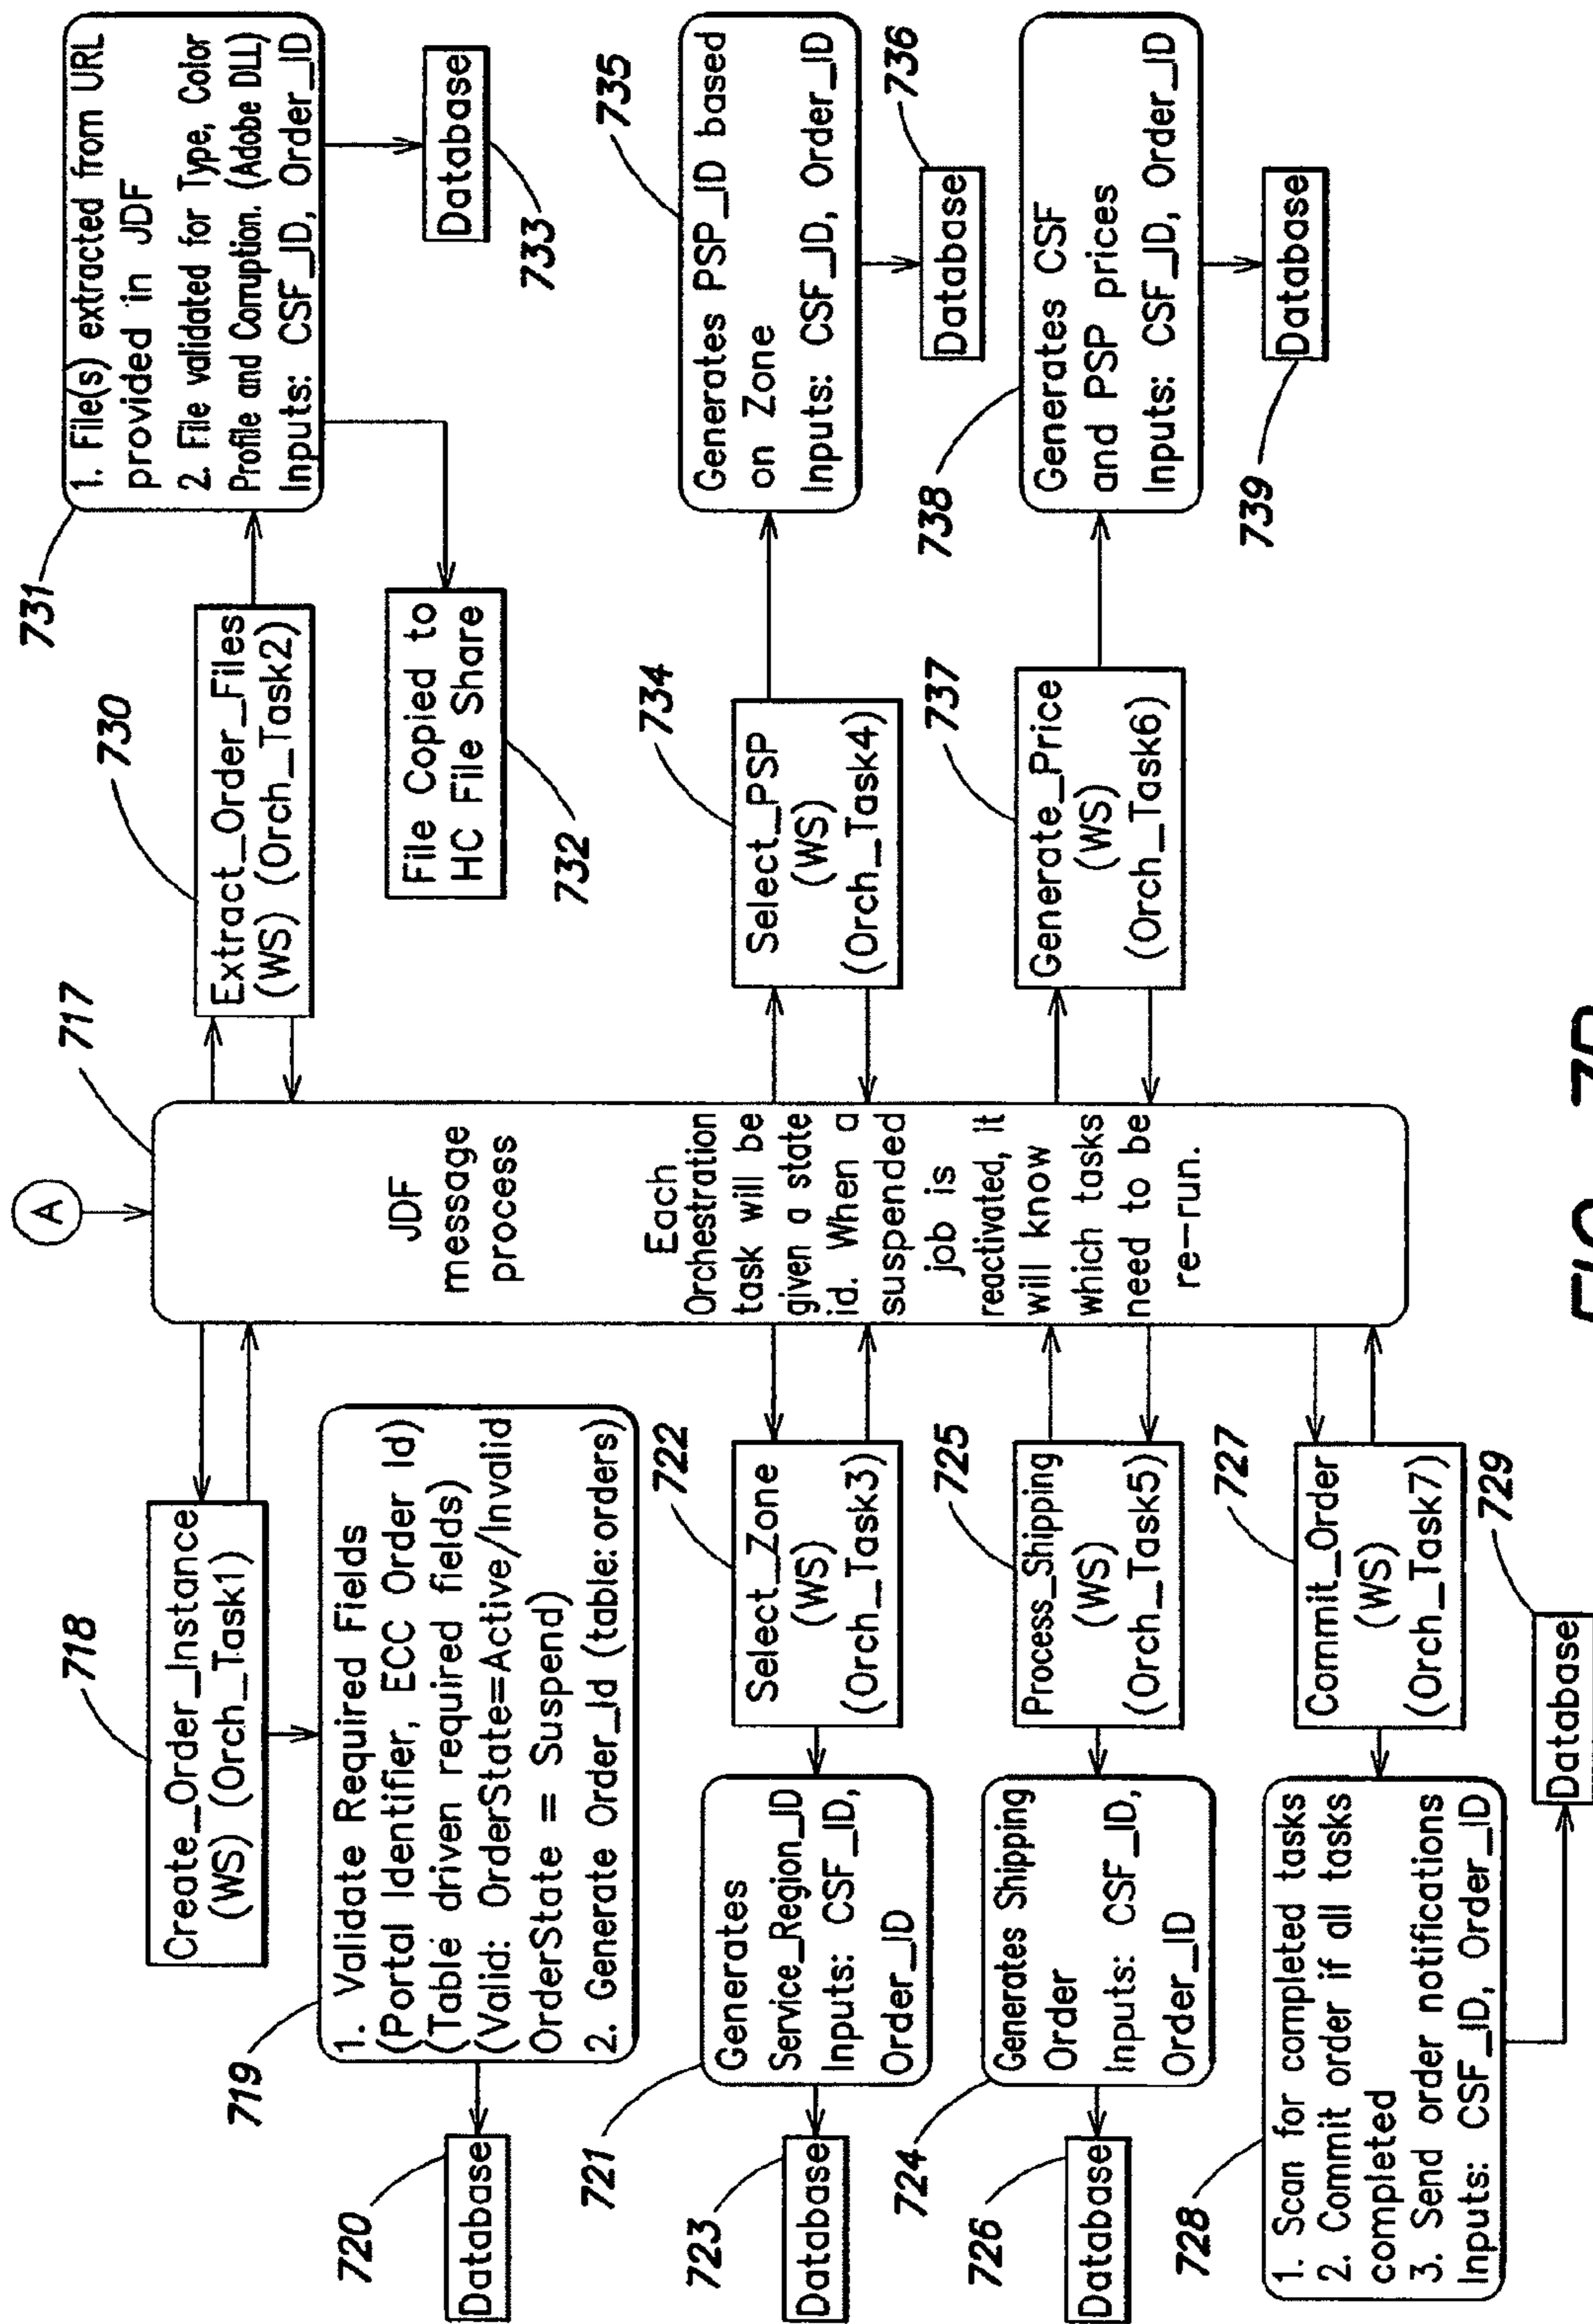 A
717
JDF
message
process
Each
Orchestration
task will be
given a state
id. When a
suspended
job is
reactivated, it
will know
which tasks
need to be
re-run.
718
Create_Order_Instance
(WS) (Orch_Task1)
719
1. Validate Required Fields
(Portal Identifier, ECC Order Id)
(Table driven required fields)
(Valid: OrderState=Active/Invalid
OrderState = Suspend)
2. Generate Order_Id (table: orders)
720
Database
721
Generates
Service_Region_ID
Inputs: CSF_ID,
Order_ID
722
Select_Zone
(WS)
(Orch_Task3)
723
Database
724
Generates Shipping
Order
Inputs: CSF_ID,
Order_ID
725
Process_Shipping
(WS)
(Orch_Task5)
726
Database
727
Commit_Order
(WS)
(Orch_Task7)
728
1. Scan for completed tasks
2. Commit order if all tasks
completed
3. Send order notifications
Inputs: CSF_ID, Order_ID
729
Database
730
Extract_Order_Files
(WS) (Orch_Task2)
731
1. File(s) extracted from URL
provided in JDF
2. File validated for Type, Color
Profile and Corruption. (Adobe DLL)
Inputs: CSF_ID, Order_ID
732
File Copied to
HC File Share
733
Database
734
Select_PSP
(WS)
(Orch_Task4)
735
Generates PSP_ID based
on Zone
Inputs: CSF_ID, Order_ID
736
Database
737
Generate_Price
(WS)
(Orch_Task6)
738
Generates CSF
and PSP prices
Inputs: CSF_ID, Order_ID
739
Database